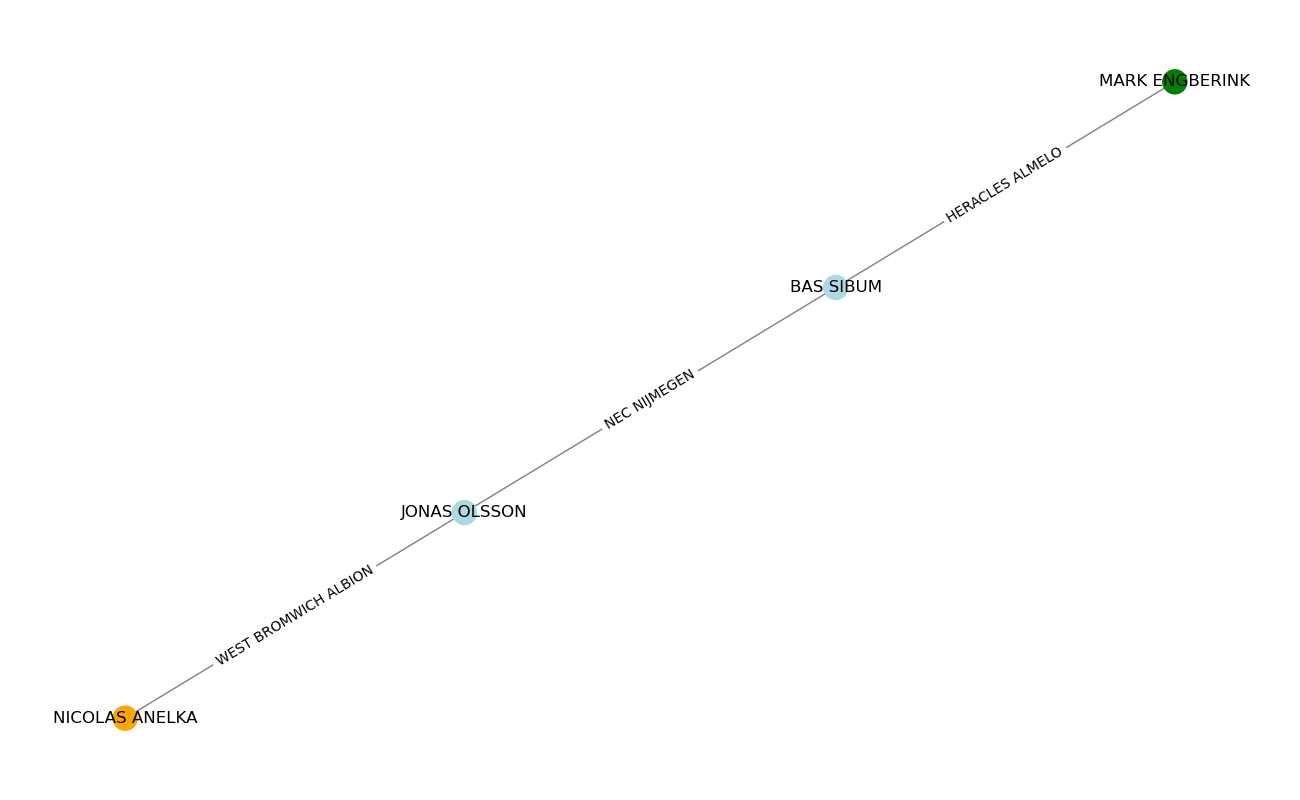 MARK ENGBERINK
HERACLES ALMELO
BAS SIBUM
NEC NIJMEGEN
JONAS OLSSON
WEST BROMWICH ALBION
NICOLAS ANELKA